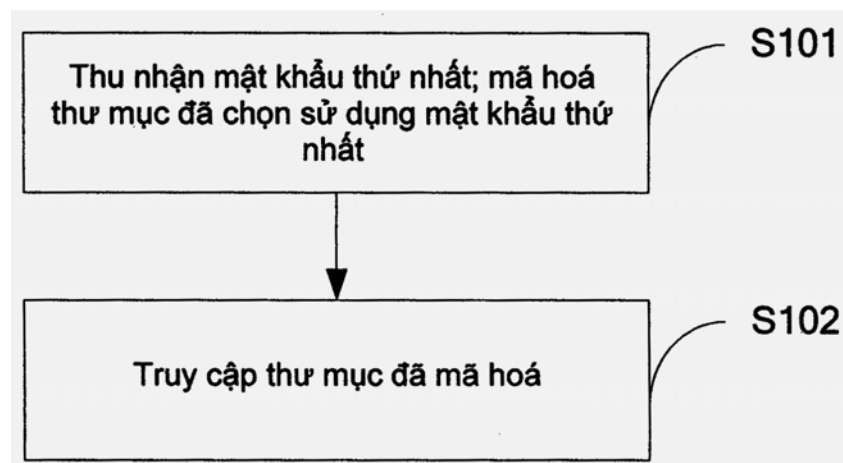 S101
Thu nhận mật khẩu thứ nhất; mã hoá
thư mục đã chọn sử dụng mật khẩu thứ
nhất
S102
Truy cập thư mục đã mã hoá